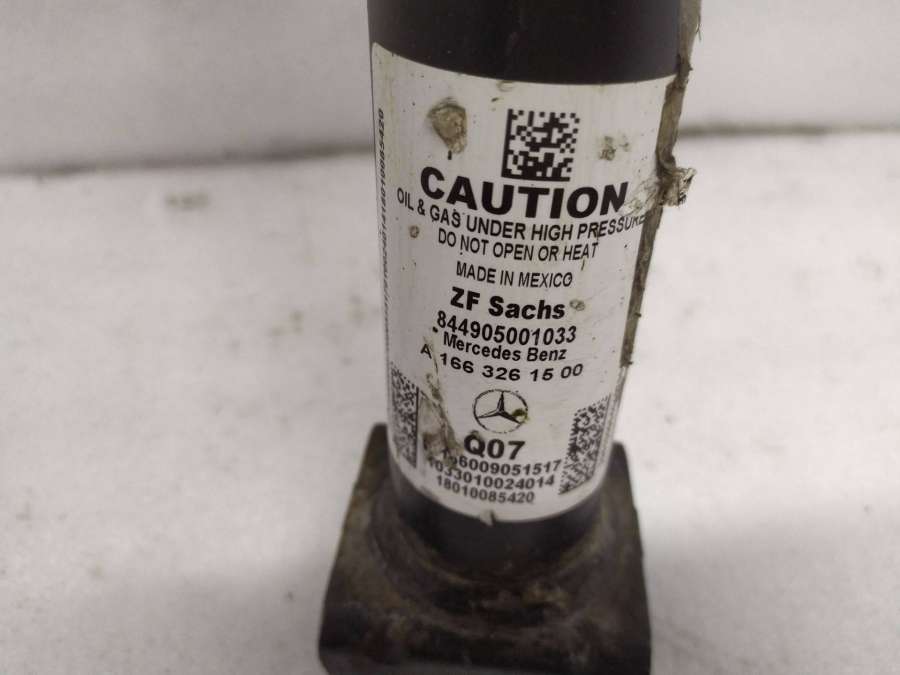 CAUTION
OIL & GAS UNDER HIGH PRESSURE
DO NOT OPEN OR HEAT
MADE IN MEXICO
ZF Sachs
844905001033
Mercedes Benz
A 166 326 15 00
Q07
18010085420